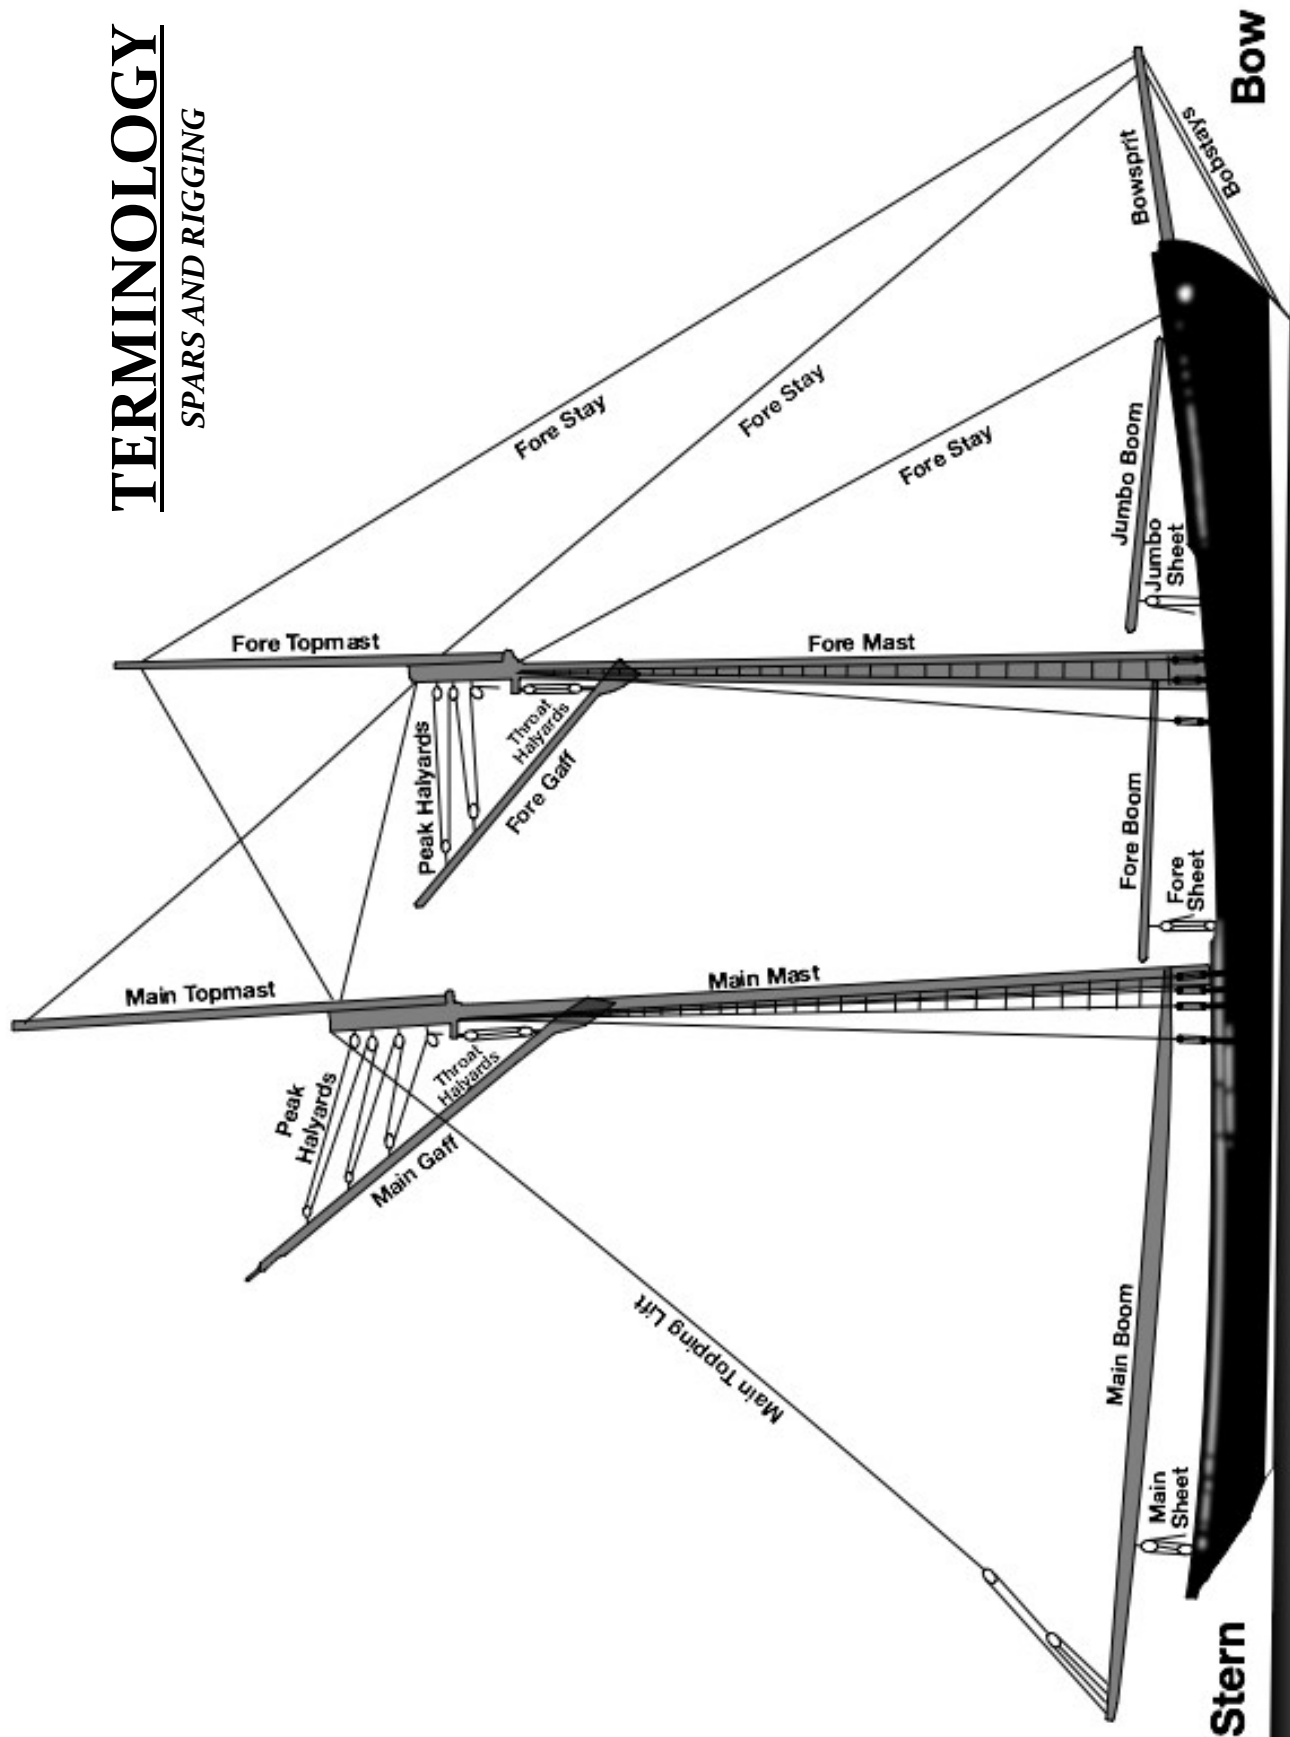 TERMINOLOGY
SPARS AND RIGGING
Main Topmast
Fore Topmast
Peak
Halyards
Throat
Halyards
Main Gaff
Peak Halyards
Throat
Halyards
Fore Gaff
Fore Stay
Fore Stay
Fore Stay
Main Mast
Fore Mast
Main Topping Lift
Main Boom
Fore Boom
Jumbo Boom
Bowsprit
Main
Sheet
Fore
Sheet
Jumbo
Sheet
Bobstays
Stern
Bow